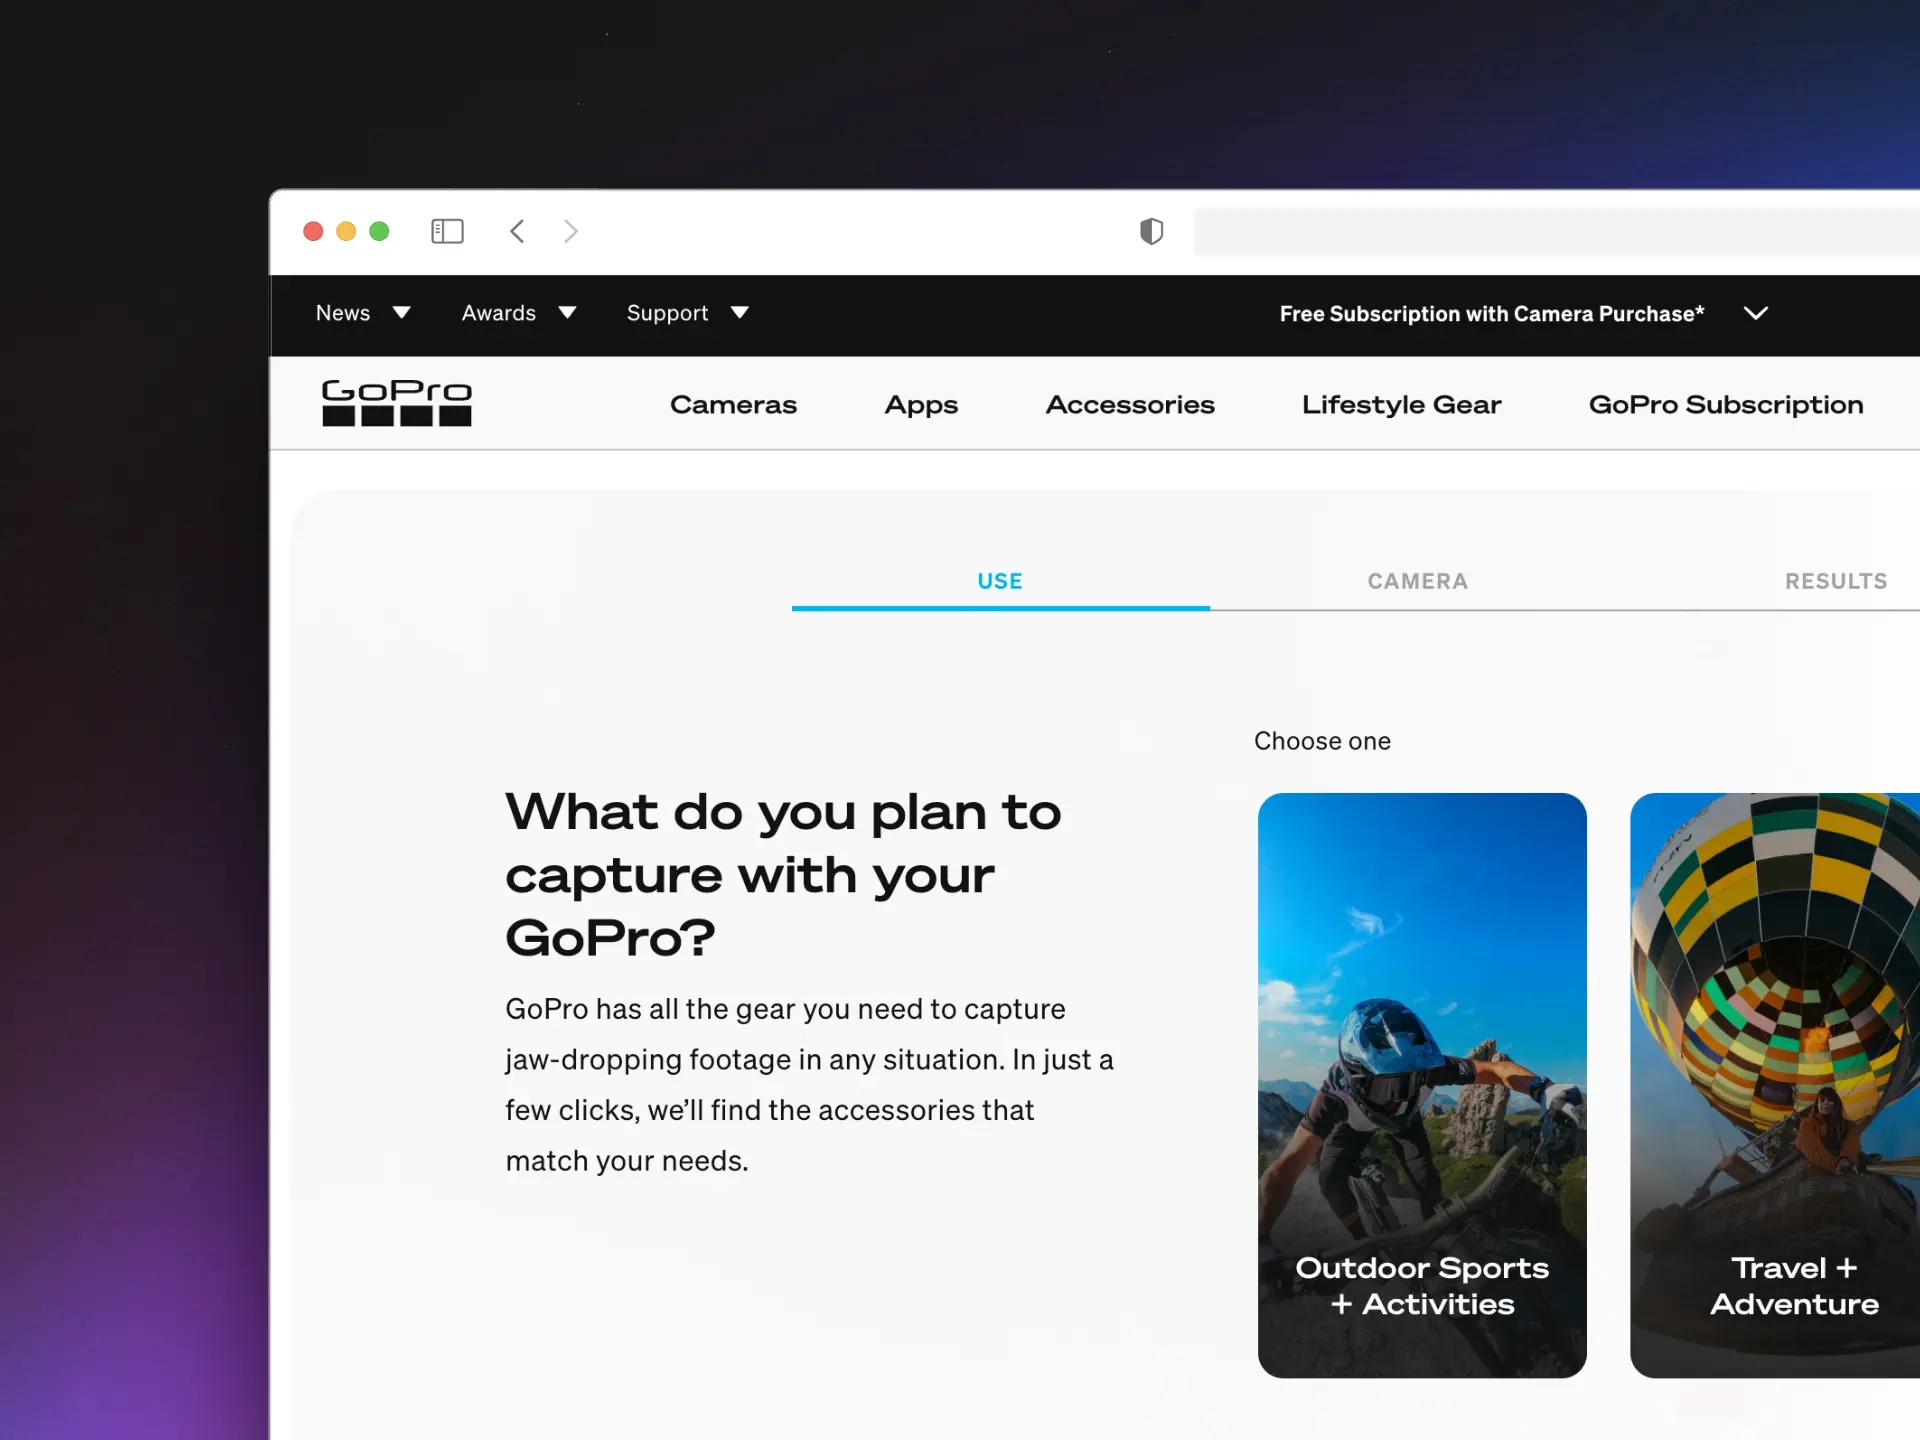 News
Awards
Support
Free Subscription with Camera Purchase*
GoPro
Cameras
Apps
Accessories
Lifestyle Gear
GoPro Subscription
USE
CAMERA
RESULTS
Choose one
What do you plan to
capture with your
GoPro?
GoPro has all the gear you need to capture
jaw-dropping footage in any situation. In just a
few clicks, we’ll find the accessories that
match your needs.
Outdoor Sports
+ Activities
Travel +
Adventure